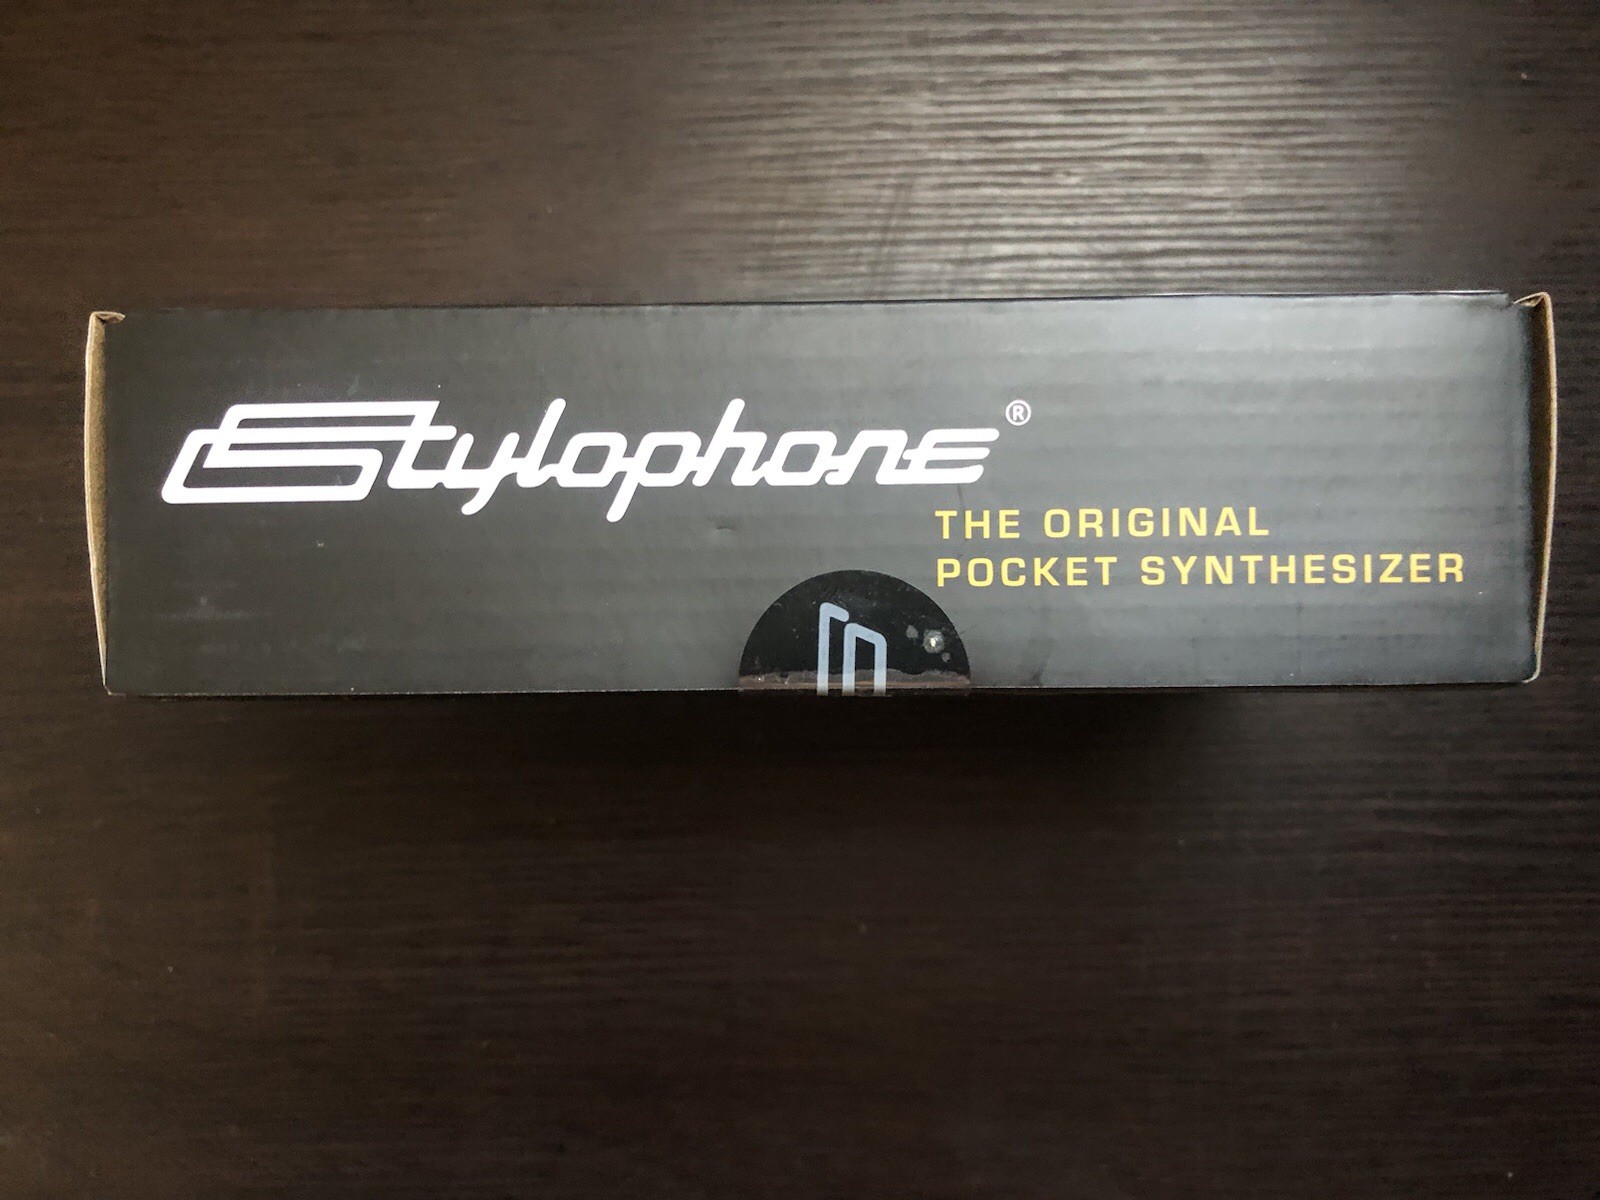 Stylophone®
THE ORIGINAL
POCKET SYNTHESIZER